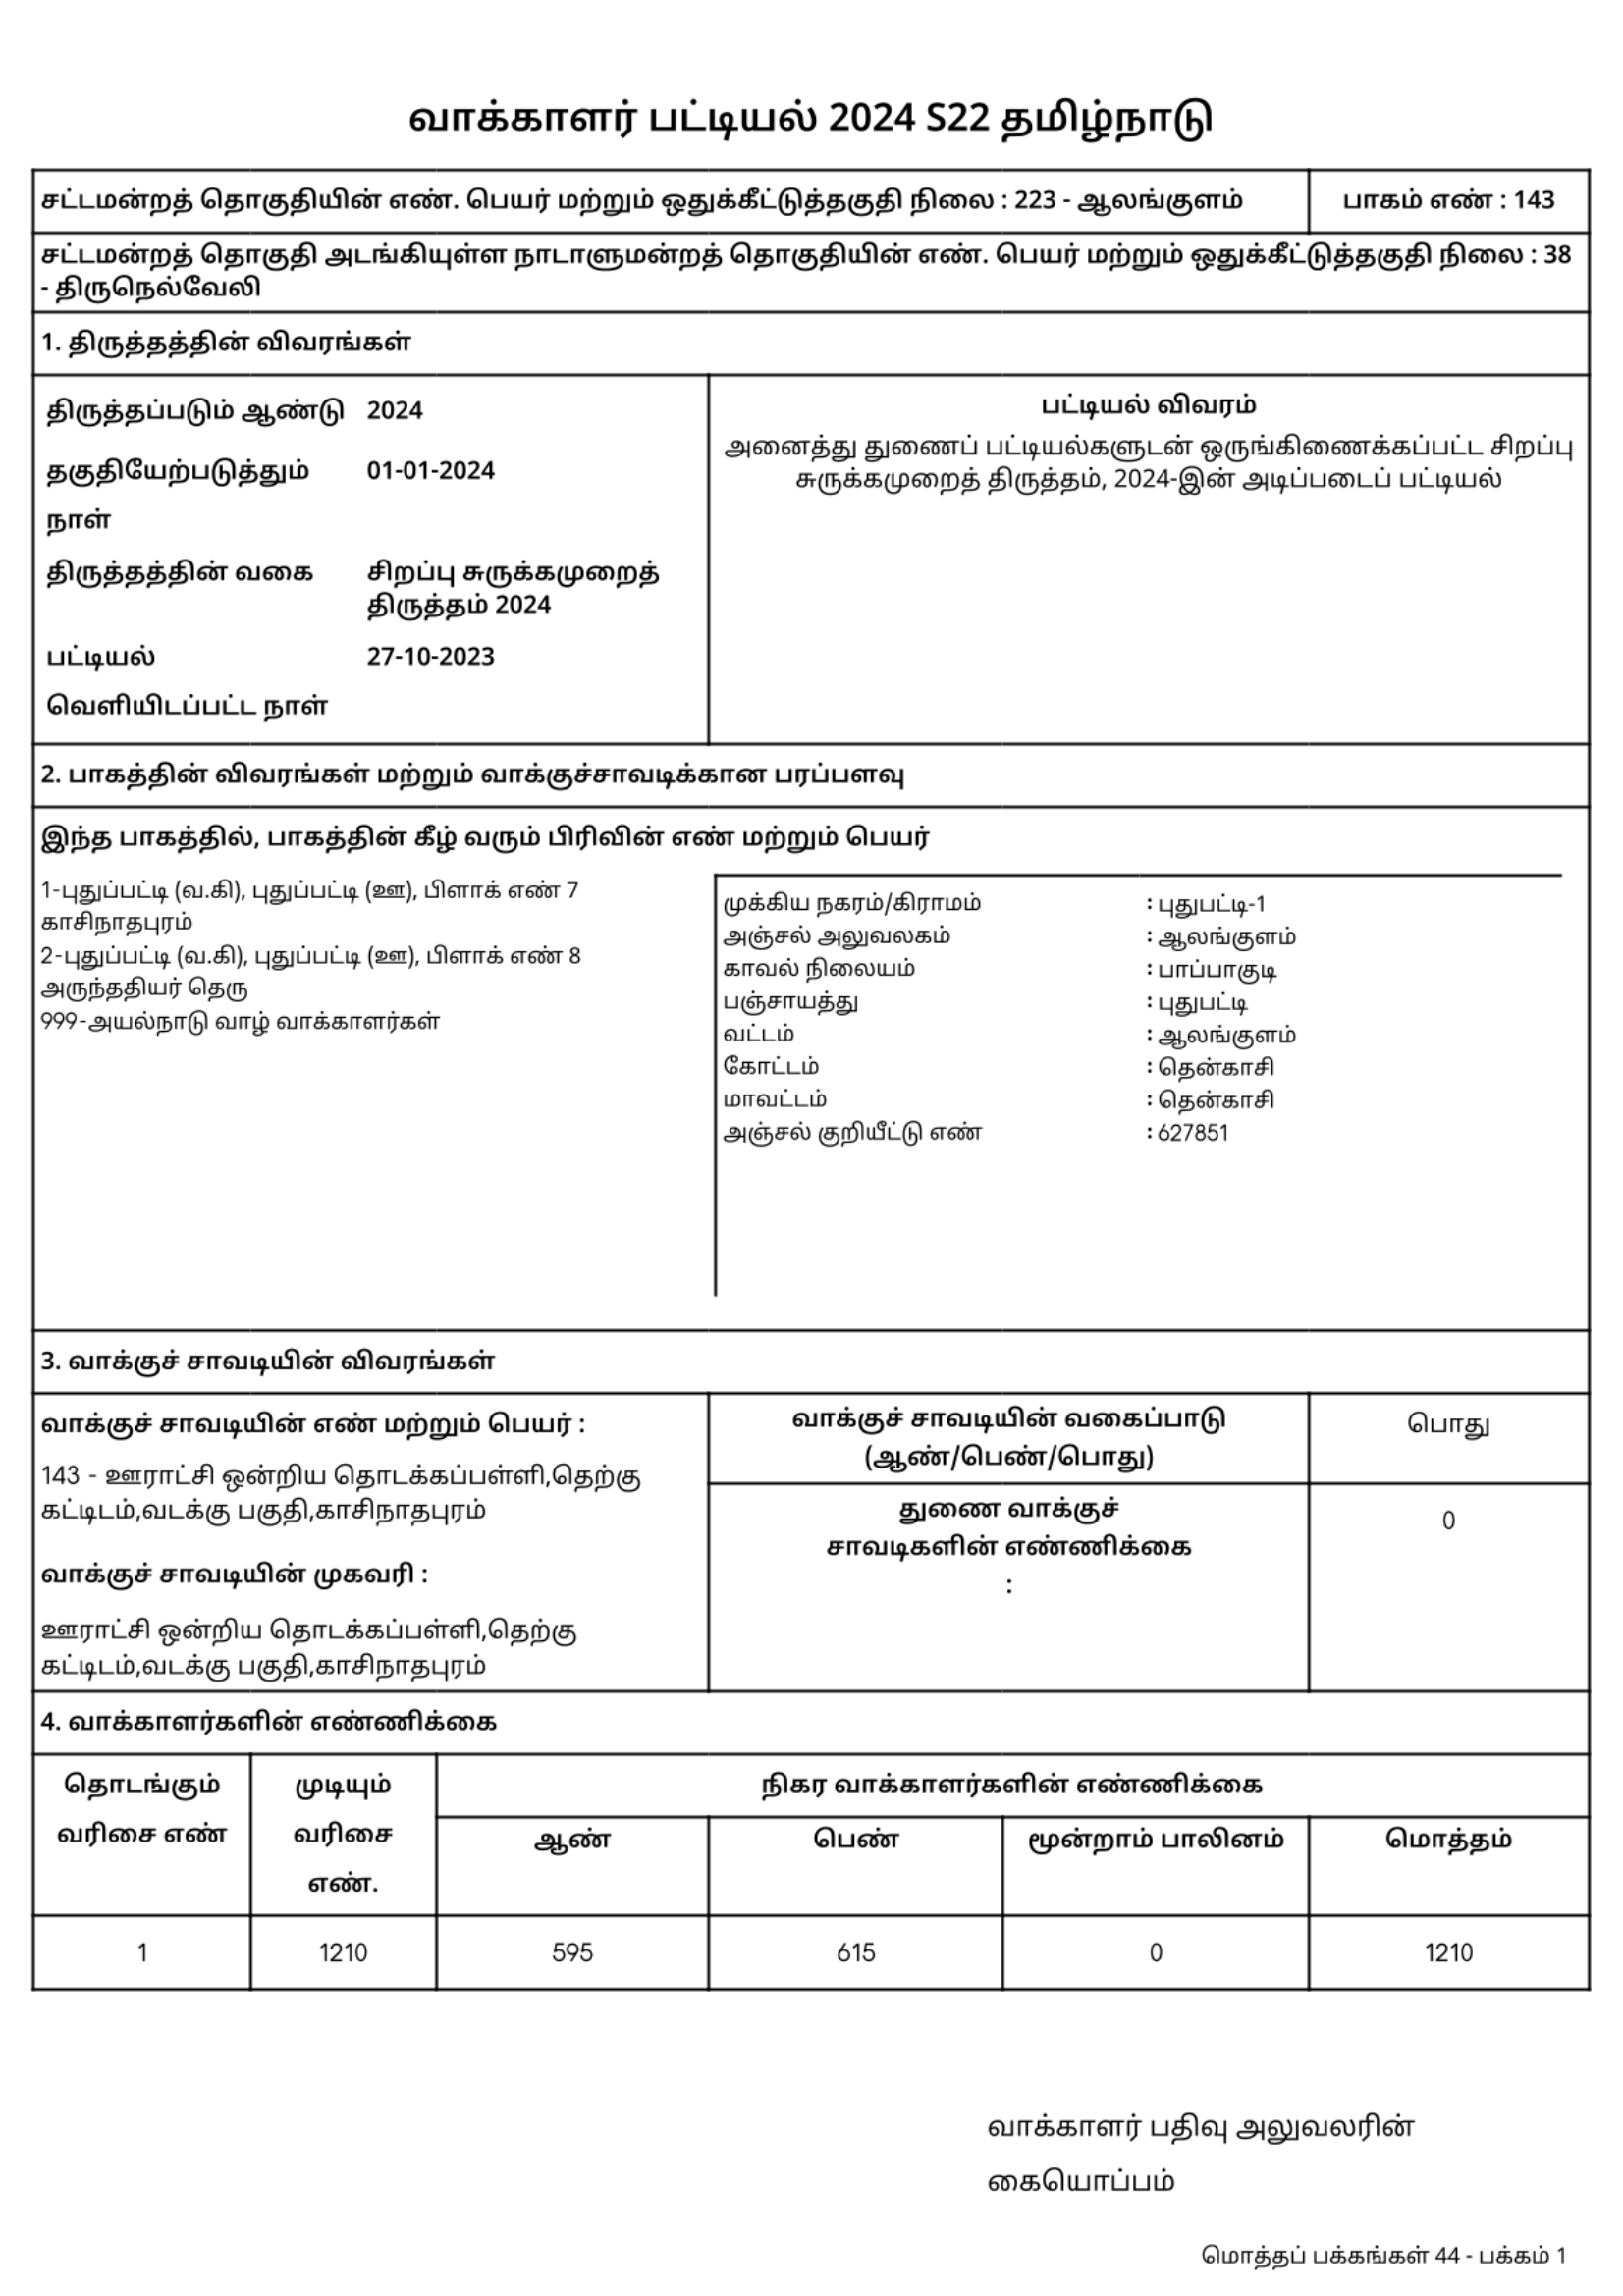 வாக்காளர் பட்டியல் 2024 S22 தமிழ்நாடு
சட்டமன்றத் தொகுதியின் எண். பெயர் மற்றும் ஒதுக்கீட்டுத்தகுதி நிலை : 223 - ஆலங்குளம்
பாகம் எண் : 143
சட்டமன்றத் தொகுதி அடங்கியுள்ள நாடாளுமன்றத் தொகுதியின் எண். பெயர் மற்றும் ஒதுக்கீட்டுத்தகுதி நிலை : 38
- திருநெல்வேலி
1. திருத்தத்தின் விவரங்கள்
திருத்தப்படும் ஆண்டு 2024
தகுதியேற்படுத்தும் 01-01-2024
நாள்
திருத்தத்தின் வகை சிறப்பு சுருக்கமுறைத்
திருத்தம் 2024
பட்டியல் 27-10-2023
வெளியிடப்பட்ட நாள்
பட்டியல் விவரம்
அனைத்து துணைப் பட்டியல்களுடன் ஒருங்கிணைக்கப்பட்ட சிறப்பு
சுருக்கமுறைத் திருத்தம், 2024-இன் அடிப்படைப் பட்டியல்
2. பாகத்தின் விவரங்கள் மற்றும் வாக்குச்சாவடிக்கான பரப்பளவு
இந்த பாகத்தில், பாகத்தின் கீழ் வரும் பிரிவின் எண் மற்றும் பெயர்
1-புதுப்பட்டி (வ.கி), புதுப்பட்டி (ஊ), பிளாக் எண் 7
காசிநாதபுரம்
2-புதுப்பட்டி (வ.கி), புதுப்பட்டி (ஊ), பிளாக் எண் 8
அருந்ததியர் தெரு
999-அயல்நாடு வாழ் வாக்காளர்கள்
முக்கிய நகரம்/கிராமம் : புதுபட்டி-1
அஞ்சல் அலுவலகம் : ஆலங்குளம்
காவல் நிலையம் : பாப்பாகுடி
பஞ்சாயத்து : புதுபட்டி
வட்டம் : ஆலங்குளம்
கோட்டம் : தென்காசி
மாவட்டம் : தென்காசி
அஞ்சல் குறியீட்டு எண் : 627851
3. வாக்குச் சாவடியின் விவரங்கள்
வாக்குச் சாவடியின் எண் மற்றும் பெயர் :
143 - ஊராட்சி ஒன்றிய தொடக்கப்பள்ளி,தெற்கு
கட்டிடம்,வடக்கு பகுதி,காசிநாதபுரம்
வாக்குச் சாவடியின் முகவரி :
ஊராட்சி ஒன்றிய தொடக்கப்பள்ளி,தெற்கு
கட்டிடம்,வடக்கு பகுதி,காசிநாதபுரம்
வாக்குச் சாவடியின் வகைப்பாடு
(ஆண்/பெண்/பொது)
பொது
துணை வாக்குச்
சாவடிகளின் எண்ணிக்கை
:
0
4. வாக்காளர்களின் எண்ணிக்கை
தொடங்கும்
வரிசை எண்
முடியும்
வரிசை
எண்.
நிகர வாக்காளர்களின் எண்ணிக்கை
ஆண் பெண் மூன்றாம் பாலினம் மொத்தம்
1 1210 595 615 0 1210
வாக்காளர் பதிவு அலுவலரின்
கையொப்பம்
மொத்தப் பக்கங்கள் 44 - பக்கம் 1